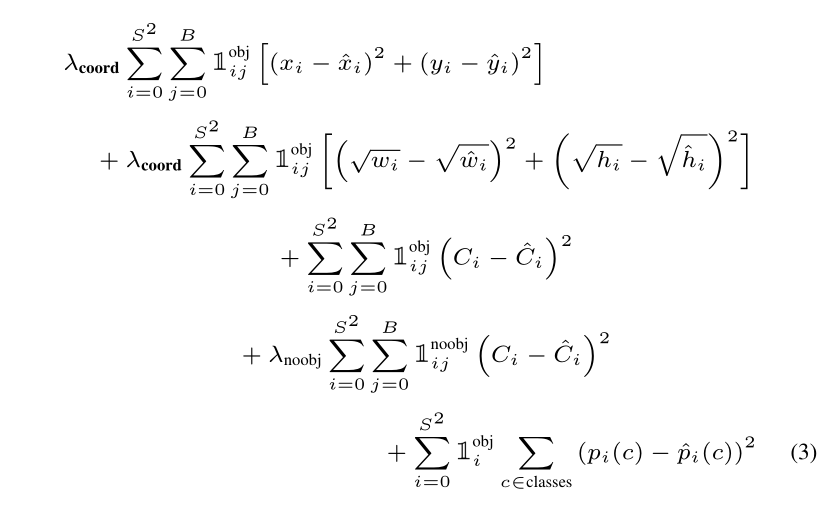 λ_coord ∑_{i=0}^{S^2} ∑_{j=0}^{B} 𝟙_{ij}^{obj} [(x_i − x̂_i)^2 + (y_i − ŷ_i)^2]
+ λ_coord ∑_{i=0}^{S^2} ∑_{j=0}^{B} 𝟙_{ij}^{obj} [(√w_i − √ŵ_i)^2 + (√h_i − √ĥ_i)^2]
+ ∑_{i=0}^{S^2} ∑_{j=0}^{B} 𝟙_{ij}^{obj} (C_i − Ĉ_i)^2
+ λ_noobj ∑_{i=0}^{S^2} ∑_{j=0}^{B} 𝟙_{ij}^{noobj} (C_i − Ĉ_i)^2
+ ∑_{i=0}^{S^2} 𝟙_i^{obj} ∑_{c∈classes} (p_i(c) − p̂_i(c))^2 (3)